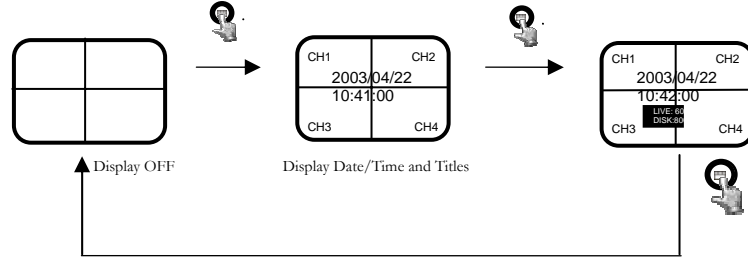 CH1 CH2
2003/04/22
10:41:00
CH3 CH4
CH1 CH2
2003/04/22
10:42:00
LIVE: 60
DISK:80
CH3 CH4
Display OFF
Display Date/Time and Titles